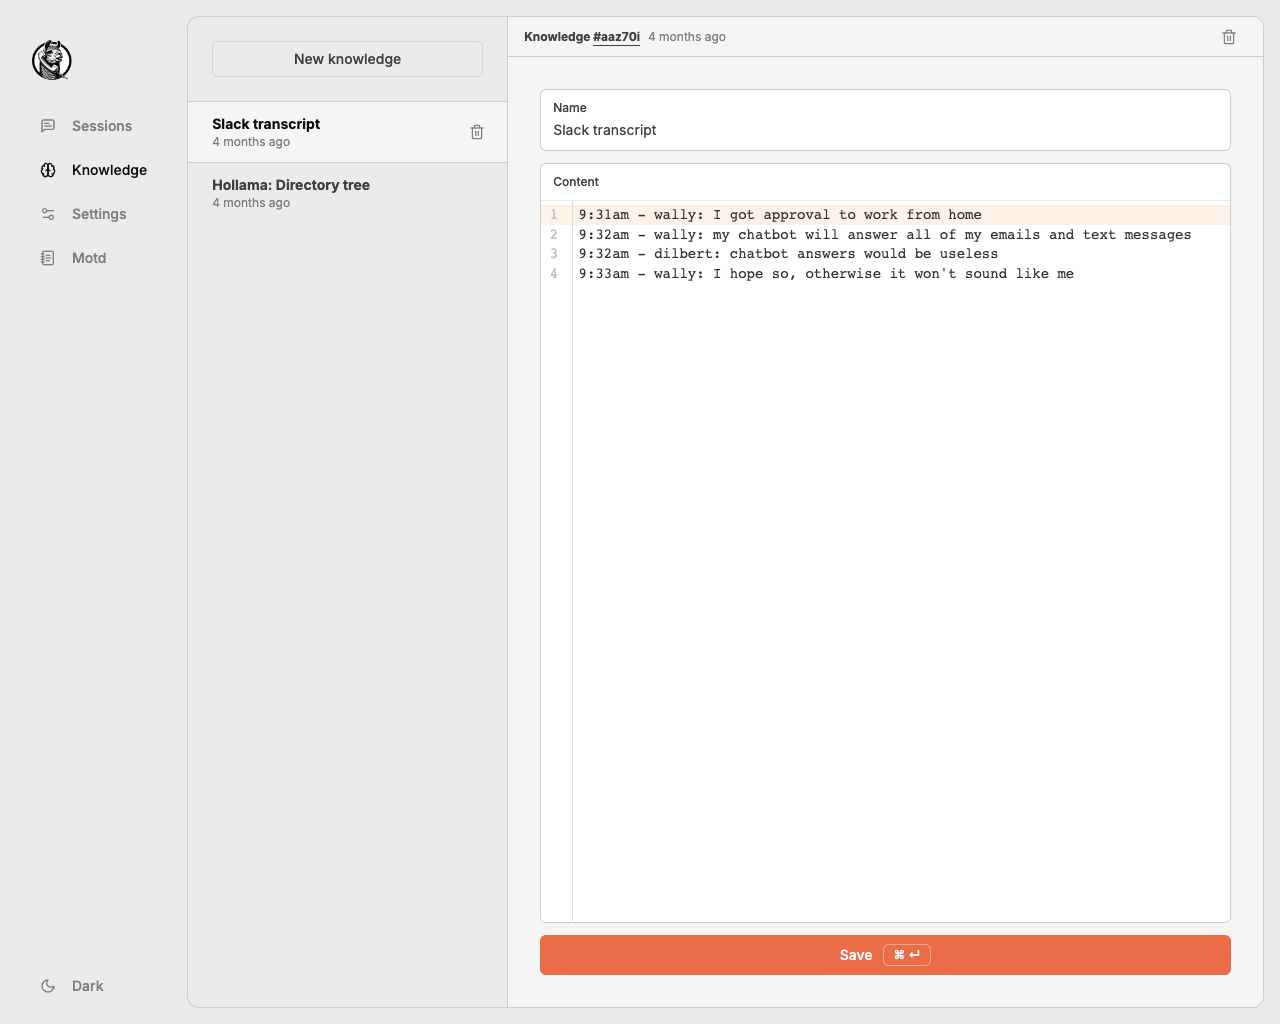 Sessions
Knowledge
Settings
Motd
Dark
New knowledge
Slack transcript
4 months ago
Hollama: Directory tree
4 months ago
Knowledge #aaz70i 4 months ago
Name
Slack transcript
Content
1 9:31am - wally: I got approval to work from home
2 9:32am - wally: my chatbot will answer all of my emails and text messages
3 9:32am - dilbert: chatbot answers would be useless
4 9:33am - wally: I hope so, otherwise it won't sound like me
Save ⌘ ↵